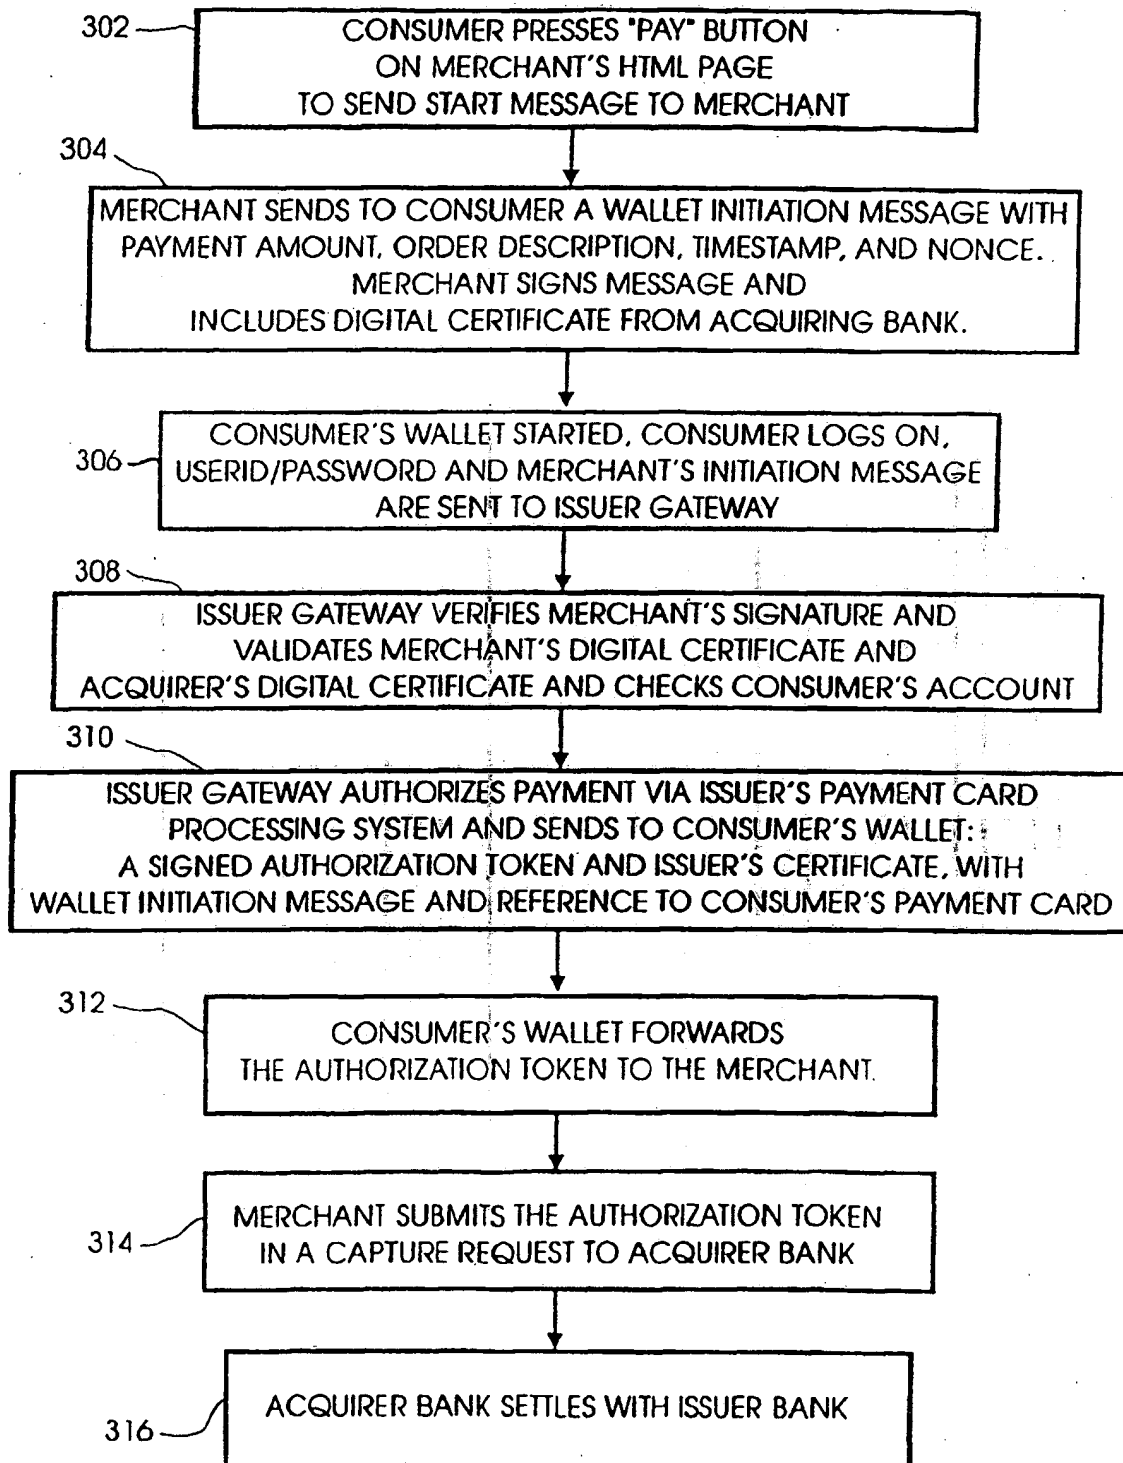 302
CONSUMER PRESSES "PAY" BUTTON
ON MERCHANT'S HTML PAGE
TO SEND START MESSAGE TO MERCHANT
304
MERCHANT SENDS TO CONSUMER A WALLET INITIATION MESSAGE WITH
PAYMENT AMOUNT, ORDER DESCRIPTION, TIMESTAMP, AND NONCE.
MERCHANT SIGNS MESSAGE AND
INCLUDES DIGITAL CERTIFICATE FROM ACQUIRING BANK.
306
CONSUMER'S WALLET STARTED, CONSUMER LOGS ON,
USERID/PASSWORD AND MERCHANT'S INITIATION MESSAGE
ARE SENT TO ISSUER GATEWAY
308
ISSUER GATEWAY VERIFIES MERCHANT'S SIGNATURE AND
VALIDATES MERCHANT'S DIGITAL CERTIFICATE AND
ACQUIRER'S DIGITAL CERTIFICATE AND CHECKS CONSUMER'S ACCOUNT
310
ISSUER GATEWAY AUTHORIZES PAYMENT VIA ISSUER'S PAYMENT CARD
PROCESSING SYSTEM AND SENDS TO CONSUMER'S WALLET:
A SIGNED AUTHORIZATION TOKEN AND ISSUER'S CERTIFICATE, WITH
WALLET INITIATION MESSAGE AND REFERENCE TO CONSUMER'S PAYMENT CARD
312
CONSUMER'S WALLET FORWARDS
THE AUTHORIZATION TOKEN TO THE MERCHANT.
314
MERCHANT SUBMITS THE AUTHORIZATION TOKEN
IN A CAPTURE REQUEST TO ACQUIRER BANK
316
ACQUIRER BANK SETTLES WITH ISSUER BANK